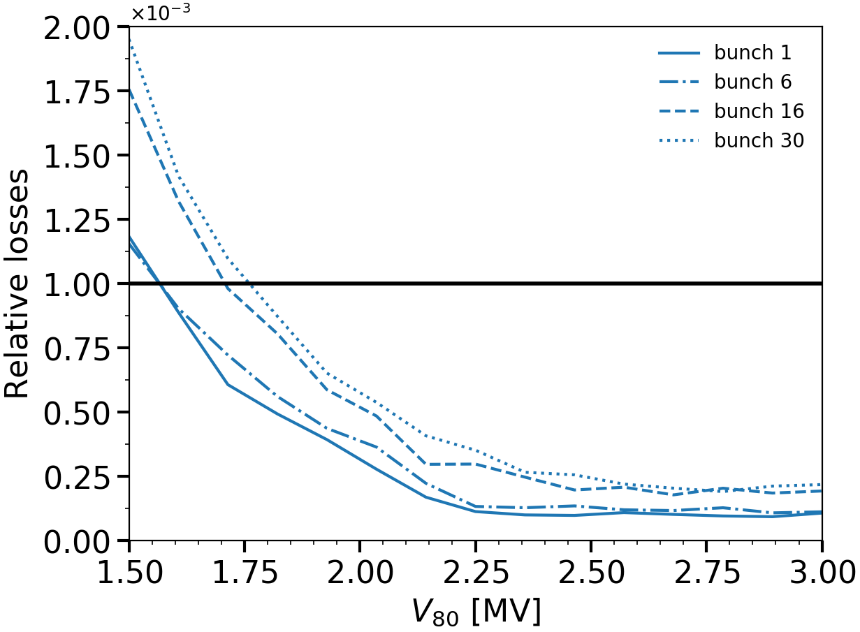 ×10⁻³
2.00
1.75
1.50
1.25
1.00
0.75
0.50
0.25
0.00
Relative losses
bunch 1
bunch 6
bunch 16
bunch 30
1.50 1.75 2.00 2.25 2.50 2.75 3.00
V₈₀ [MV]